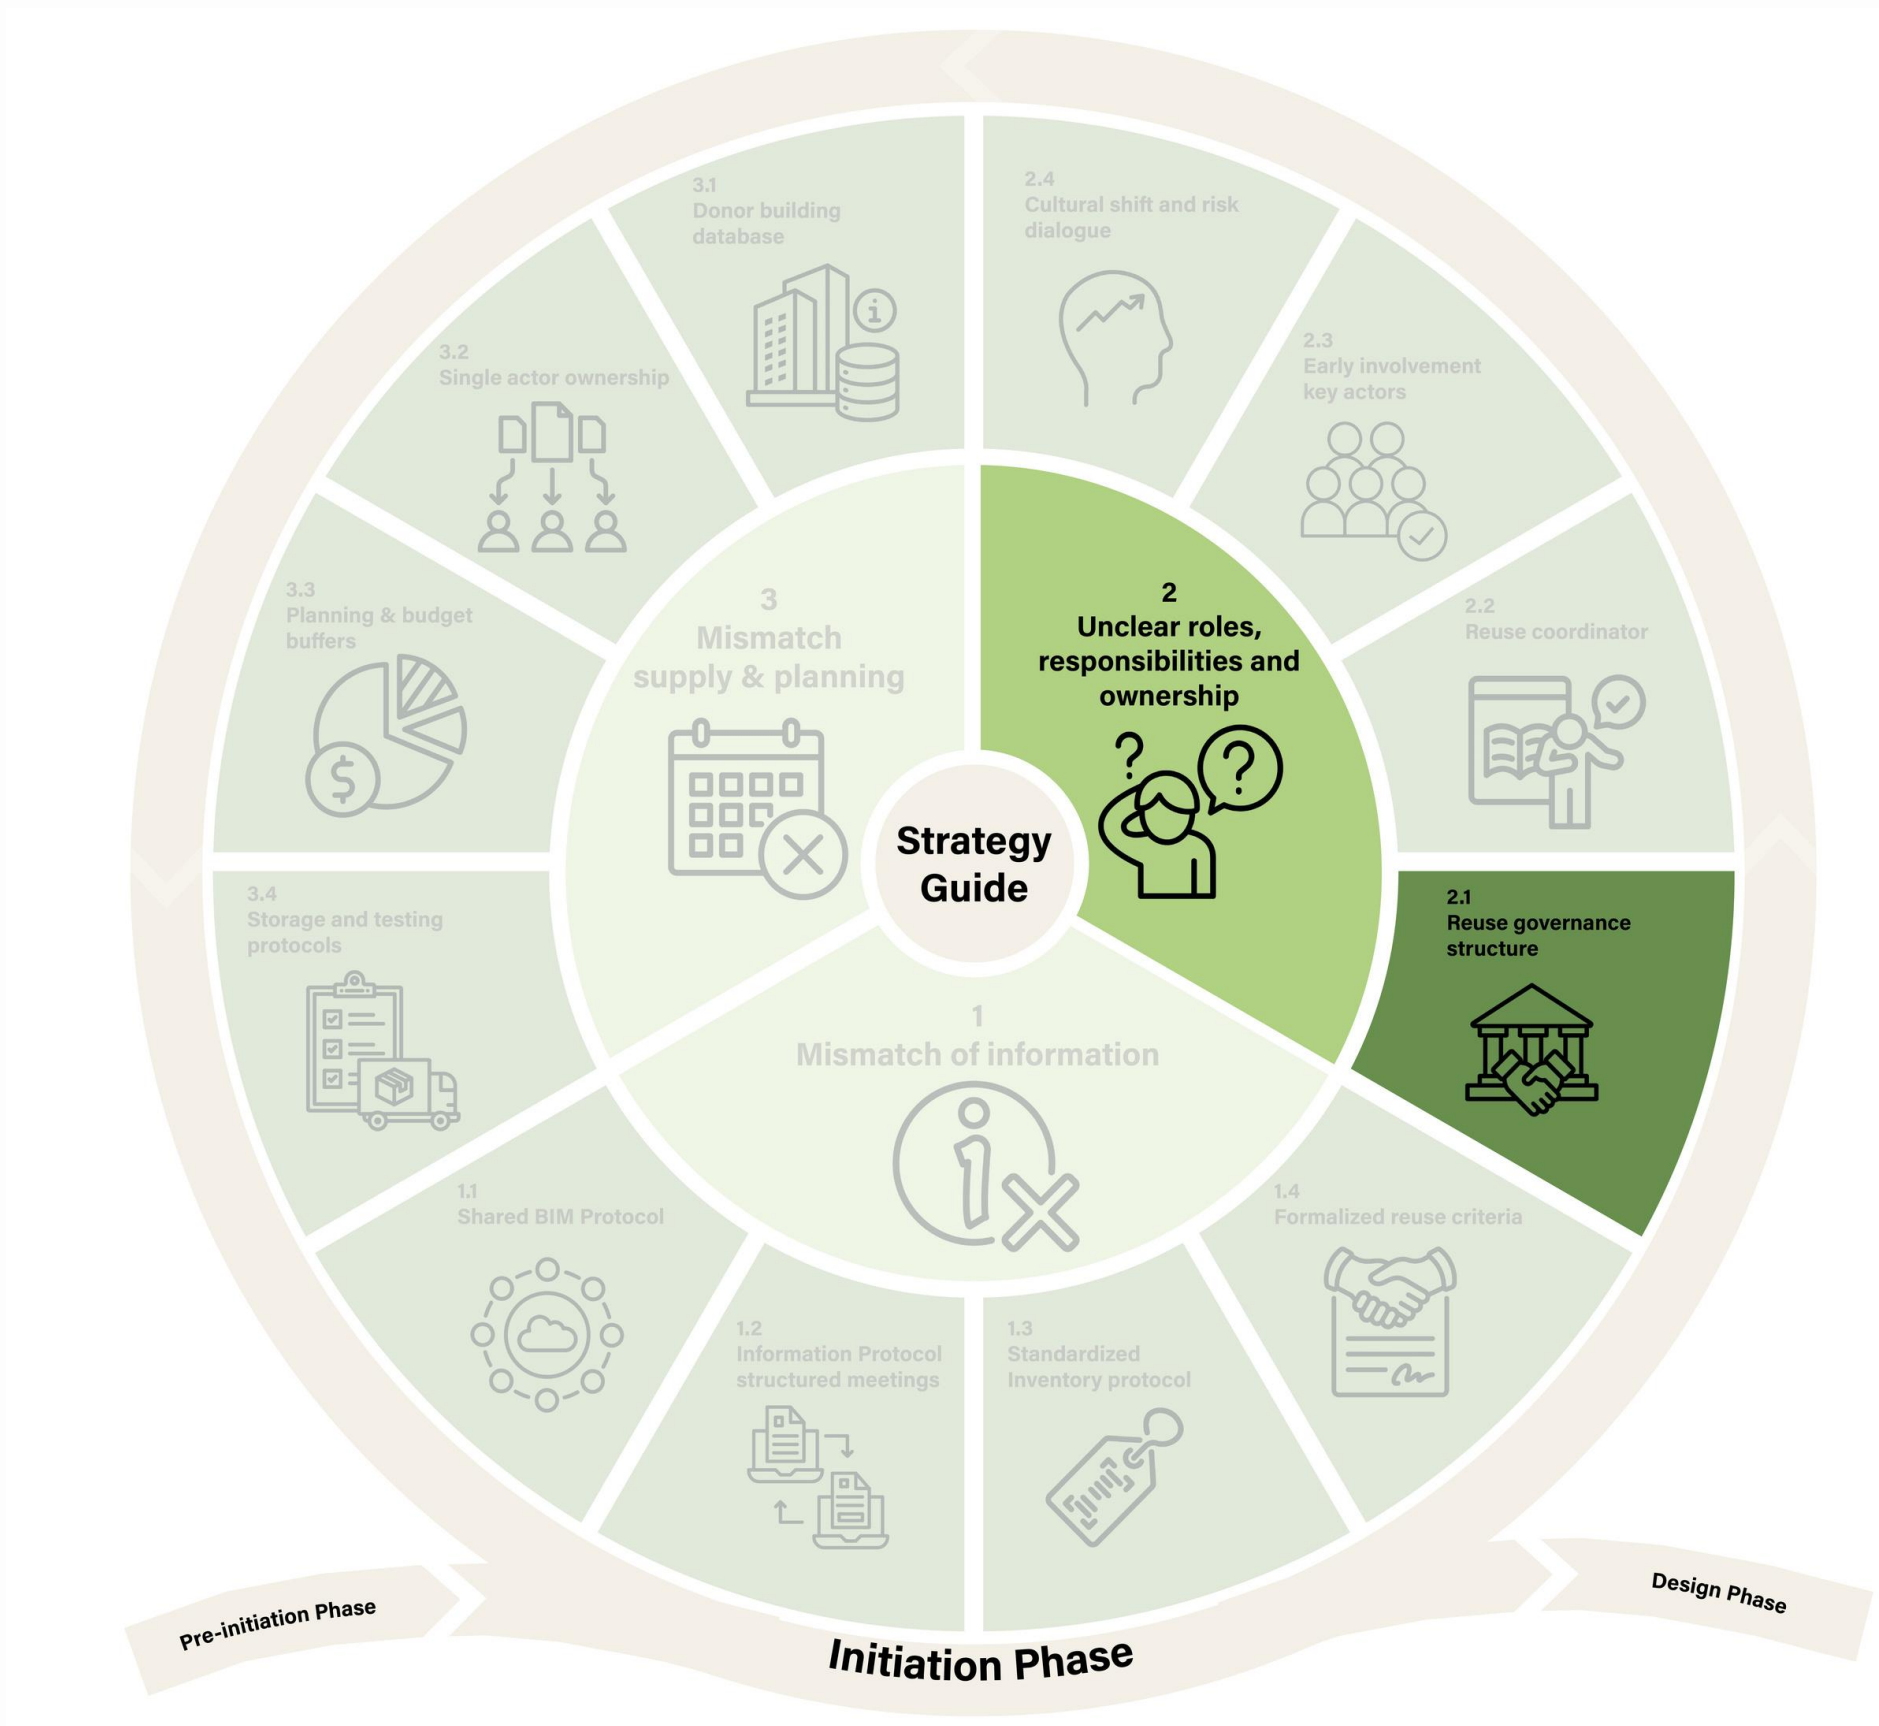 3.1
Donor building
database
2.4
Cultural shift and risk
dialogue
3.2
Single actor ownership
2.3
Early involvement
key actors
3.3
Planning & budget
buffers
3
Mismatch
supply & planning
2
Unclear roles,
responsibilities and
ownership
2.2
Reuse coordinator
Strategy
Guide
3.4
Storage and testing
protocols
2.1
Reuse governance
structure
1
Mismatch of information
1.1
Shared BIM Protocol
1.2
Information Protocol
structured meetings
1.3
Standardized
Inventory protocol
1.4
Formalized reuse criteria
Pre-initiation Phase
Initiation Phase
Design Phase